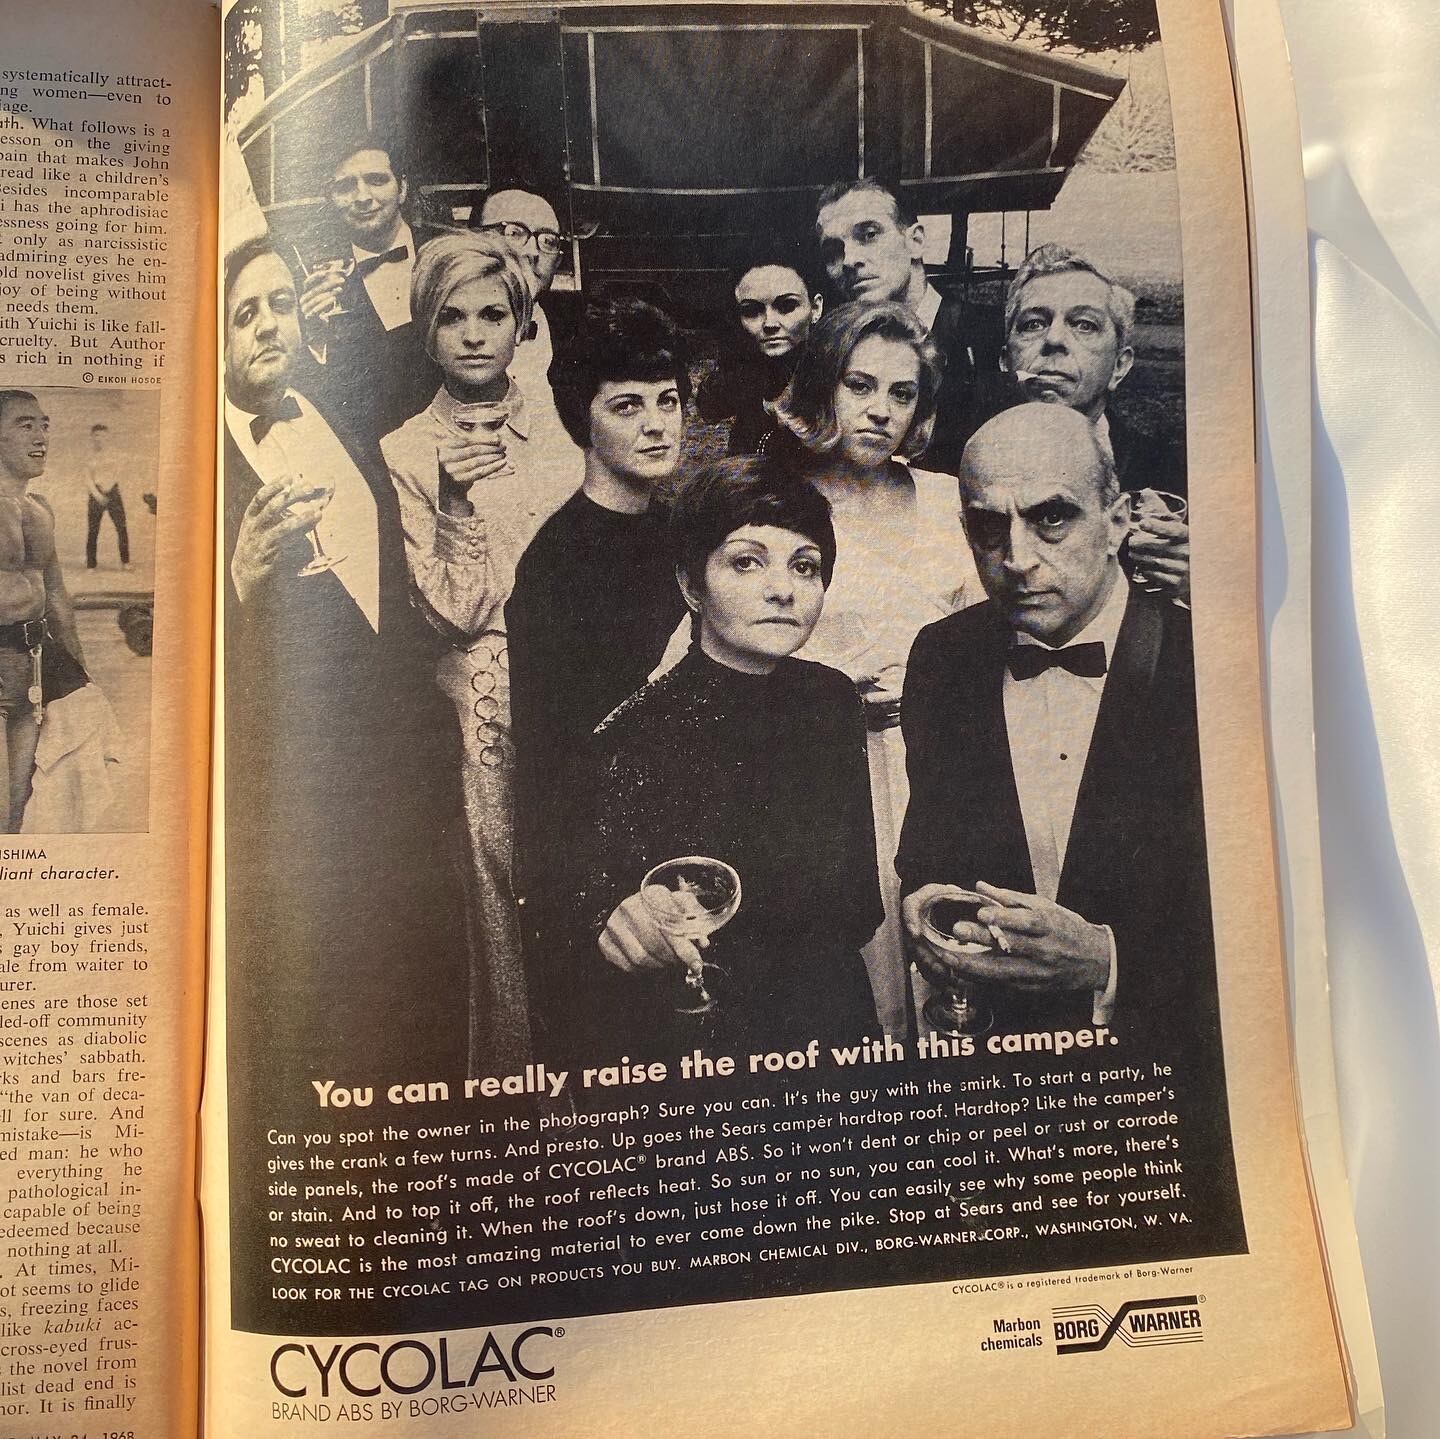 systematically attract-
ng women—even to
iage.
ath. What follows is a
esson on the giving
pain that makes John
read like a children's
Besides incomparable
i has the aphrodisiac
essness going for him.
only as narcissistic
admiring eyes he en-
old novelist gives him
joy of being without
needs them.
ith Yuichi is like fall-
cruelty. But Author
s rich in nothing if
© EIKOH HOSOE
ISHIMA
liant character.
as well as female.
, Yuichi gives just
s gay boy friends,
ale from waiter to
urer.
enes are those set
led-off community
scenes as diabolic
witches' sabbath.
rks and bars fre-
"the van of deca-
ll for sure. And
mistake—is Mi-
ed man: he who
everything he
pathological in-
capable of being
edeemed because
nothing at all.
. At times, Mi-
ot seems to glide
s, freezing faces
like kabuki ac-
cross-eyed frus-
the novel from
list dead end is
nor. It is finally
MAY 24, 1968
You can really raise the roof with this camper.
Can you spot the owner in the photograph? Sure you can. It's the guy with the smirk. To start a party, he
gives the crank a few turns. And presto. Up goes the Sears camper hardtop roof. Hardtop? Like the camper's
side panels, the roof's made of CYCOLAC® brand ABS. So it won't dent or chip or peel or rust or corrode
or stain. And to top it off, the roof reflects heat. So sun or no sun, you can cool it. What's more, there's
no sweat to cleaning it. When the roof's down, just hose it off. You can easily see why some people think
CYCOLAC is the most amazing material to ever come down the pike. Stop at Sears and see for yourself.
LOOK FOR THE CYCOLAC TAG ON PRODUCTS YOU BUY. MARBON CHEMICAL DIV., BORG-WARNER CORP., WASHINGTON, W. VA.
CYCOLAC® is a registered trademark of Borg-Warner
CYCOLAC®
BRAND ABS BY BORG-WARNER
Marbon
chemicals
BORG WARNER®